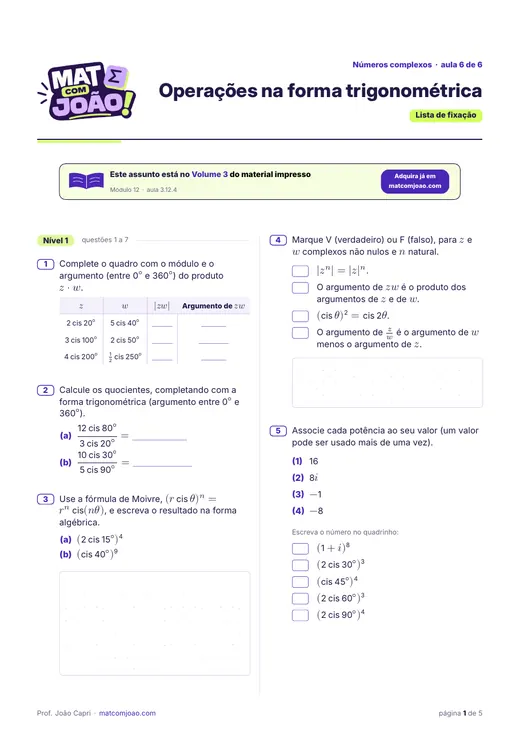 MAT Σ
COM
JOÃO!
Números complexos · aula 6 de 6
Operações na forma trigonométrica
Lista de fixação
Este assunto está no Volume 3 do material impresso
Módulo 12 · aula 3.12.4
Adquira já em
matcomjoao.com
Nível 1 questões 1 a 7
1 Complete o quadro com o módulo e o
argumento (entre 0° e 360°) do produto
z · w.
z w |zw| Argumento de zw
2 cis 20° 5 cis 40° ____ ____
3 cis 100° 2 cis 50° ____ ____
4 cis 200° 1/2 cis 250° ____ ____
2 Calcule os quocientes, completando com a
forma trigonométrica (argumento entre 0° e
360°).
(a) 12 cis 80° / 3 cis 20° = ____
(b) 10 cis 30° / 5 cis 90° = ____
3 Use a fórmula de Moivre, (r cis θ)ⁿ =
rⁿ cis(nθ), e escreva o resultado na forma
algébrica.
(a) (2 cis 15°)⁴
(b) (cis 40°)⁹
4 Marque V (verdadeiro) ou F (falso), para z e
w complexos não nulos e n natural.
|zⁿ| = |z|ⁿ.
O argumento de zw é o produto dos
argumentos de z e de w.
(cis θ)² = cis 2θ.
O argumento de z/w é o argumento de w
menos o argumento de z.
5 Associe cada potência ao seu valor (um valor
pode ser usado mais de uma vez).
(1) 16
(2) 8i
(3) −1
(4) −8
Escreva o número no quadrinho:
(1 + i)⁸
(2 cis 30°)³
(cis 45°)⁴
(2 cis 60°)³
(2 cis 90°)⁴
Prof. João Capri · matcomjoao.com
página 1 de 5